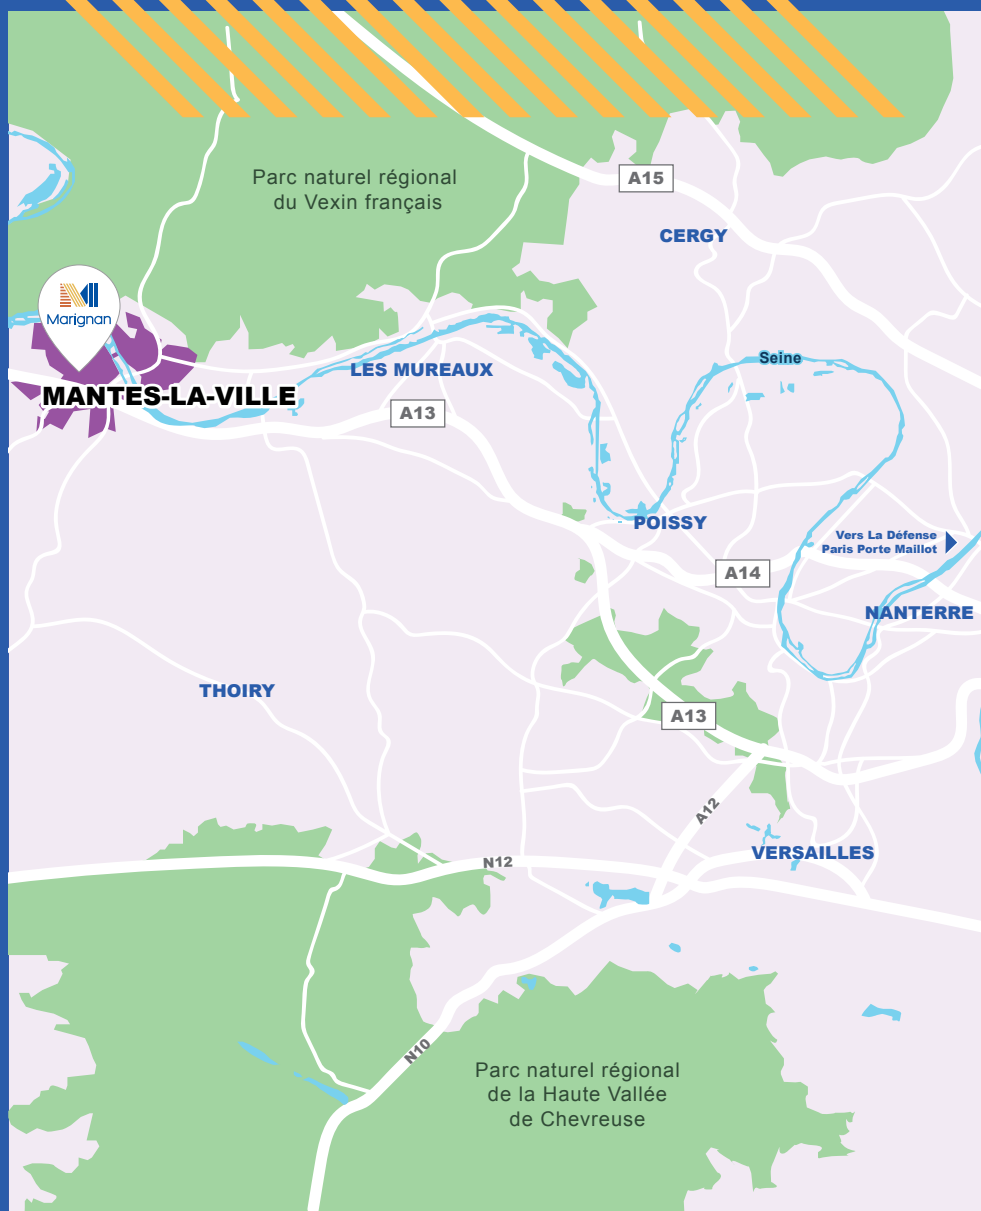 Parc naturel régional
du Vexin français
A15
CERGY
Marignan
Seine
LES MUREAUX
MANTES-LA-VILLE
A13
POISSY
Vers La Défense
Paris Porte Maillot
A14
NANTERRE
THOIRY
A13
A12
VERSAILLES
N12
N10
Parc naturel régional
de la Haute Vallée
de Chevreuse